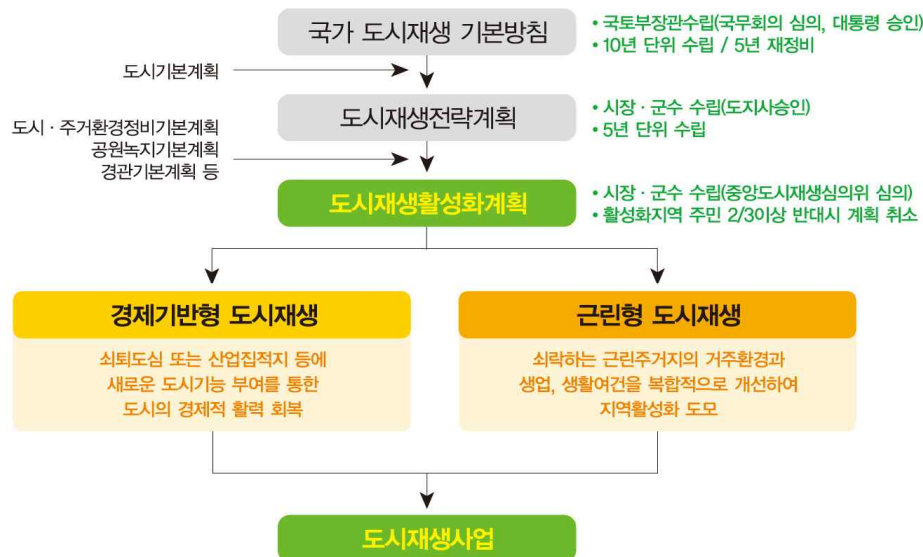 국가 도시재생 기본방침
• 국토부장관수립(국무회의 심의, 대통령 승인)
• 10년 단위 수립 / 5년 재정비
도시기본계획
도시재생전략계획
• 시장 · 군수 수립(도지사승인)
• 5년 단위 수립
도시 · 주거환경정비기본계획
공원녹지기본계획
경관기본계획 등
도시재생활성화계획
• 시장 · 군수 수립(중앙도시재생심의위 심의)
• 활성화지역 주민 2/3이상 반대시 계획 취소
경제기반형 도시재생
쇠퇴도심 또는 산업집적지 등에
새로운 도시기능 부여를 통한
도시의 경제적 활력 회복
근린형 도시재생
쇠락하는 근린주거지의 거주환경과
생업, 생활여건을 복합적으로 개선하여
지역활성화 도모
도시재생사업